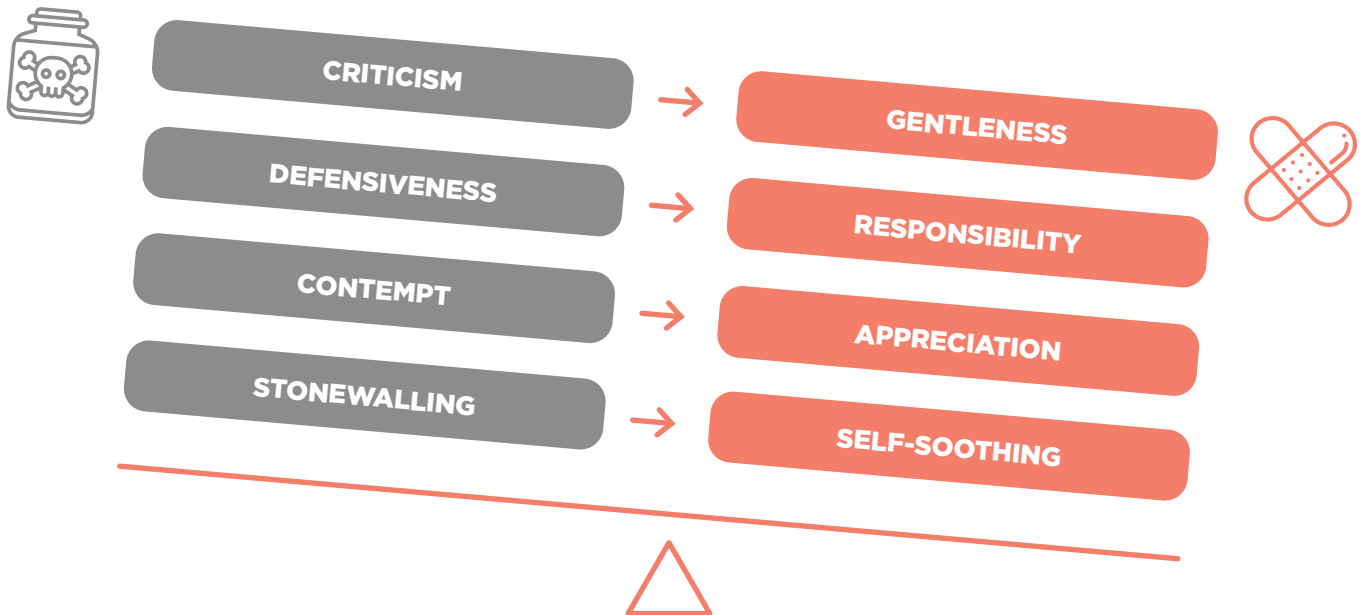 CRITICISM
GENTLENESS
DEFENSIVENESS
RESPONSIBILITY
CONTEMPT
APPRECIATION
STONEWALLING
SELF-SOOTHING